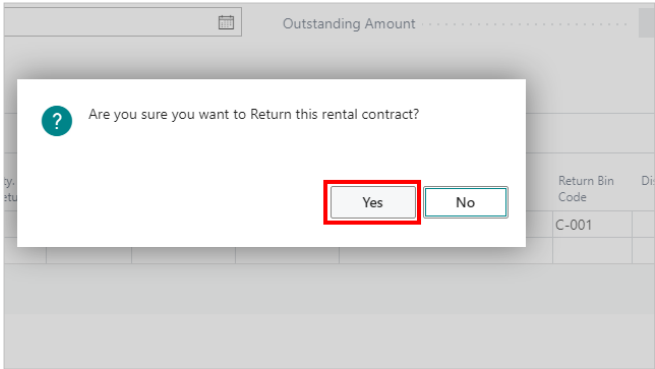 Outstanding Amount
Are you sure you want to Return this rental contract?
?
Yes
No
Return Bin
Code
C-001